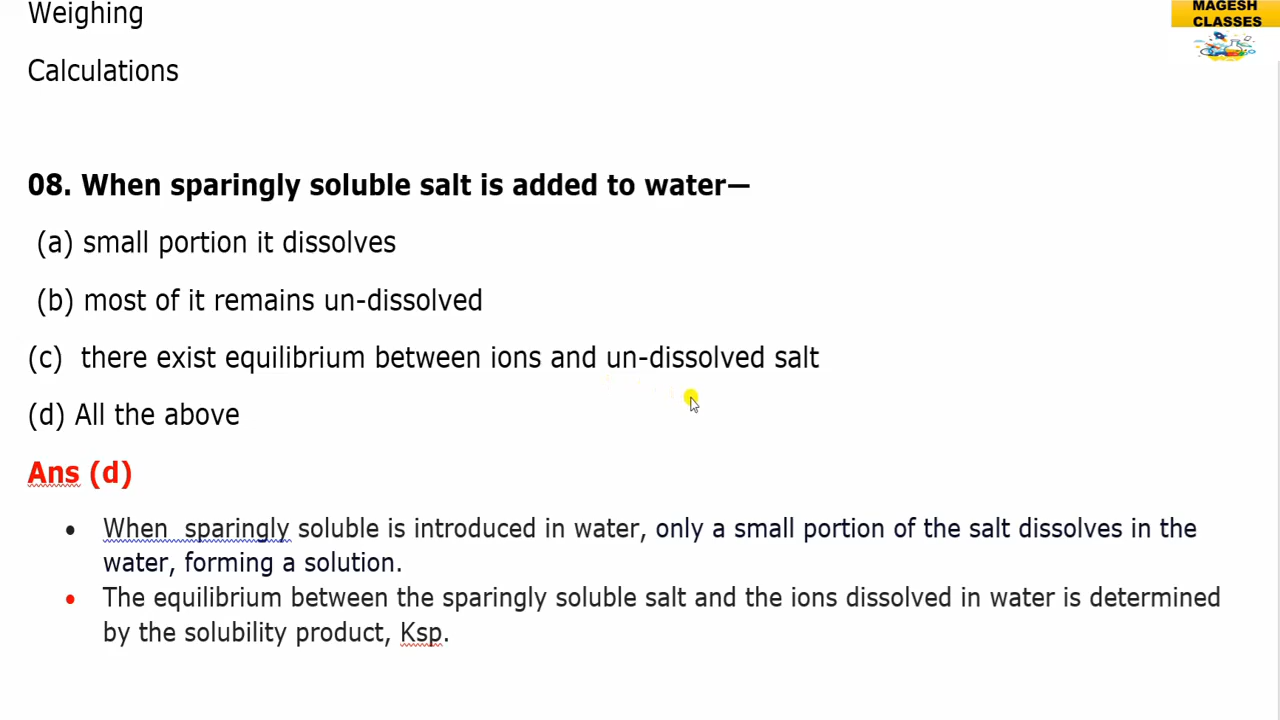 Weighing
MAGESH
CLASSES
Calculations
08. When sparingly soluble salt is added to water—
(a) small portion it dissolves
(b) most of it remains un-dissolved
(c) there exist equilibrium between ions and un-dissolved salt
(d) All the above
Ans (d)
• When sparingly soluble is introduced in water, only a small portion of the salt dissolves in the
water, forming a solution.
• The equilibrium between the sparingly soluble salt and the ions dissolved in water is determined
by the solubility product, Ksp.